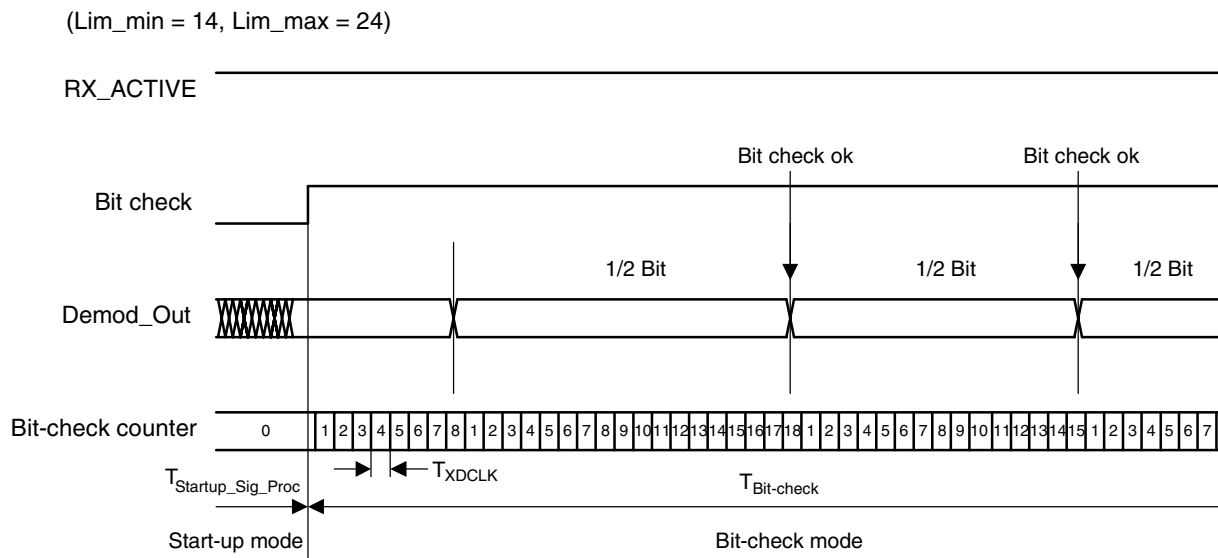 (Lim_min = 14, Lim_max = 24)
RX_ACTIVE
Bit check ok Bit check ok
Bit check
1/2 Bit 1/2 Bit 1/2 Bit
Demod_Out
Bit-check counter 0 1 2 3 4 5 6 7 8 1 2 3 4 5 6 7 8 9 10 11 12 13 14 15 16 17 18 1 2 3 4 5 6 7 8 9 10 11 12 13 14 15 1 2 3 4 5 6 7
TStartup_Sig_Proc TXDCLK TBit-check
Start-up mode Bit-check mode